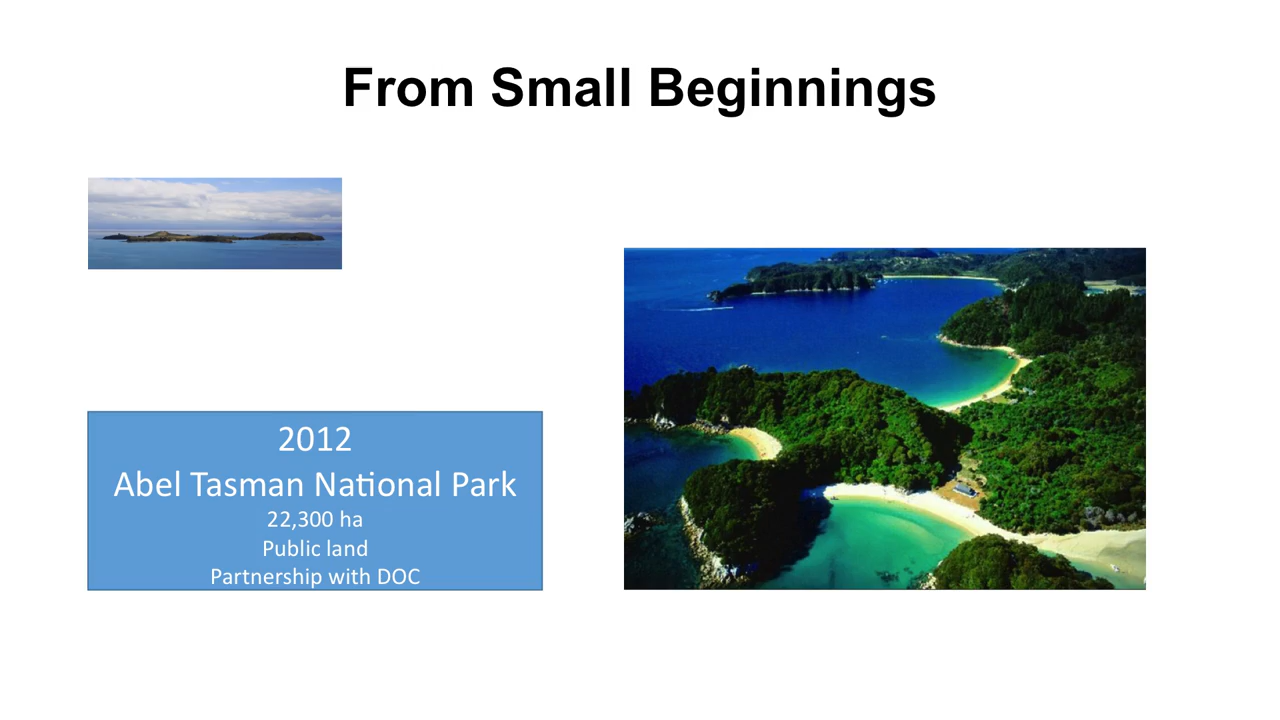 From Small Beginnings
2012
Abel Tasman National Park
22,300 ha
Public land
Partnership with DOC